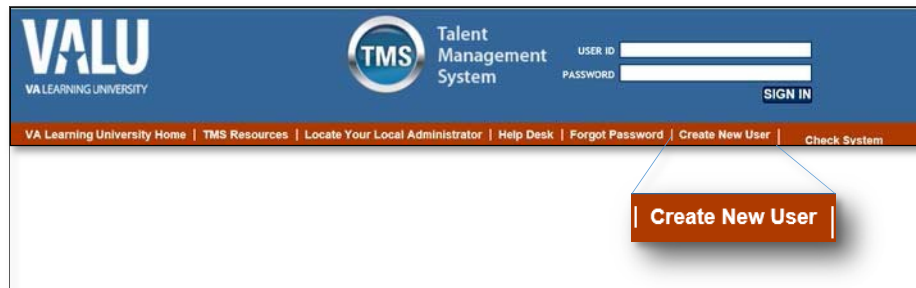 VALU
VA LEARNING UNIVERSITY
TMS
Talent
Management
System
USER ID
PASSWORD
SIGN IN
VA Learning University Home | TMS Resources | Locate Your Local Administrator | Help Desk | Forgot Password | Create New User | Check System
| Create New User |